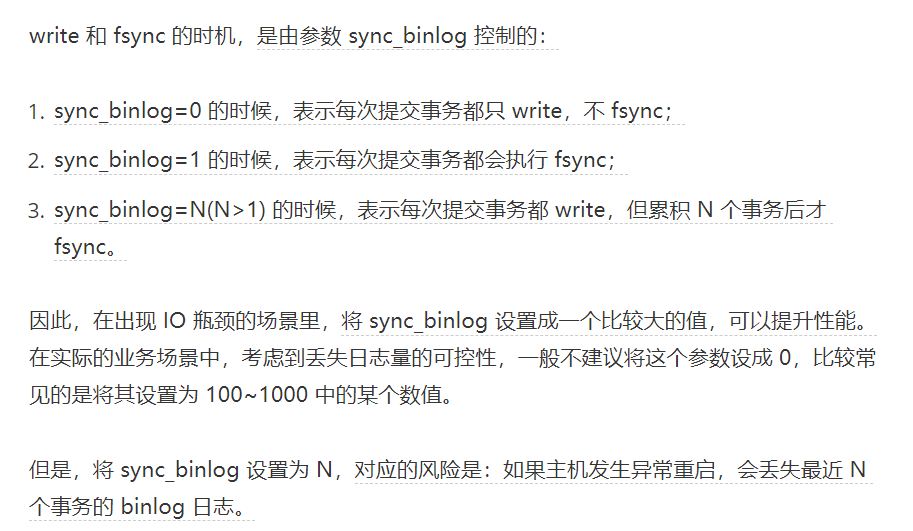 write 和 fsync 的时机，是由参数 sync_binlog 控制的：
1. sync_binlog=0 的时候，表示每次提交事务都只 write，不 fsync；
2. sync_binlog=1 的时候，表示每次提交事务都会执行 fsync；
3. sync_binlog=N(N>1) 的时候，表示每次提交事务都 write，但累积 N 个事务后才
fsync。
因此，在出现 IO 瓶颈的场景里，将 sync_binlog 设置成一个比较大的值，可以提升性能。
在实际的业务场景中，考虑到丢失日志量的可控性，一般不建议将这个参数设成 0，比较常
见的是将其设置为 100~1000 中的某个数值。
但是，将 sync_binlog 设置为 N，对应的风险是：如果主机发生异常重启，会丢失最近 N
个事务的 binlog 日志。